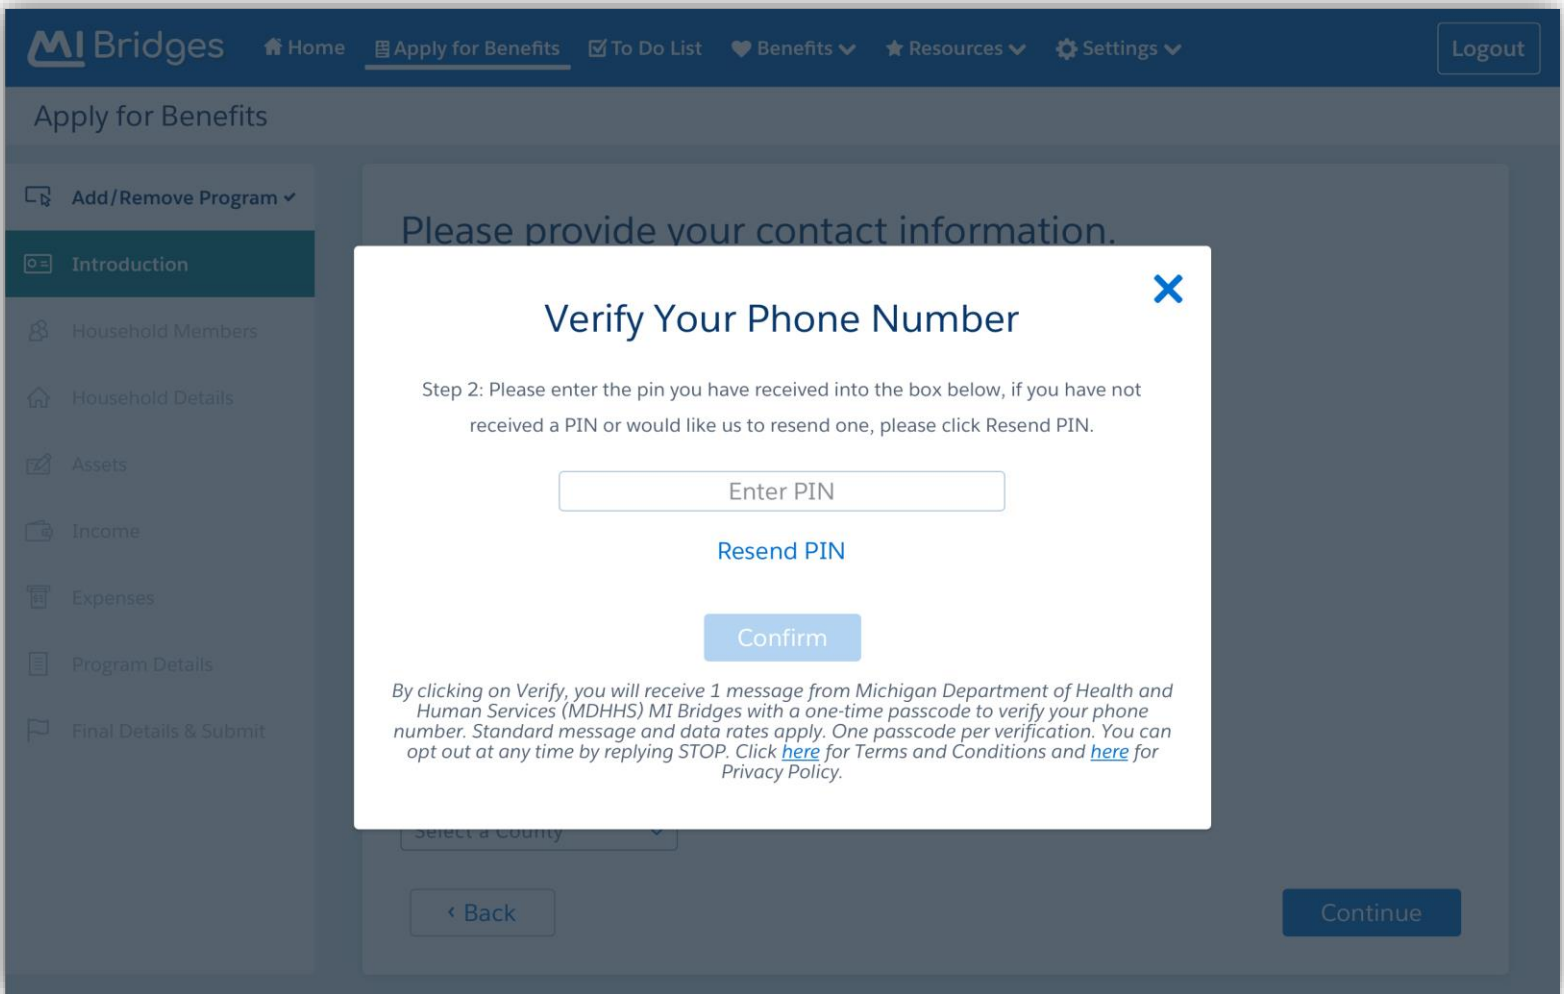 MI Bridges Home Apply for Benefits To Do List Benefits Resources Settings Logout
Apply for Benefits
Add/Remove Program
Introduction
Household Members
Household Details
Assets
Income
Expenses
Program Details
Final Details & Submit
Please provide your contact information.
Verify Your Phone Number
Step 2: Please enter the pin you have received into the box below, if you have not
received a PIN or would like us to resend one, please click Resend PIN.
Enter PIN
Resend PIN
Confirm
By clicking on Verify, you will receive 1 message from Michigan Department of Health and
Human Services (MDHHS) MI Bridges with a one-time passcode to verify your phone
number. Standard message and data rates apply. One passcode per verification. You can
opt out at any time by replying STOP. Click here for Terms and Conditions and here for
Privacy Policy.
Select a County
Back
Continue